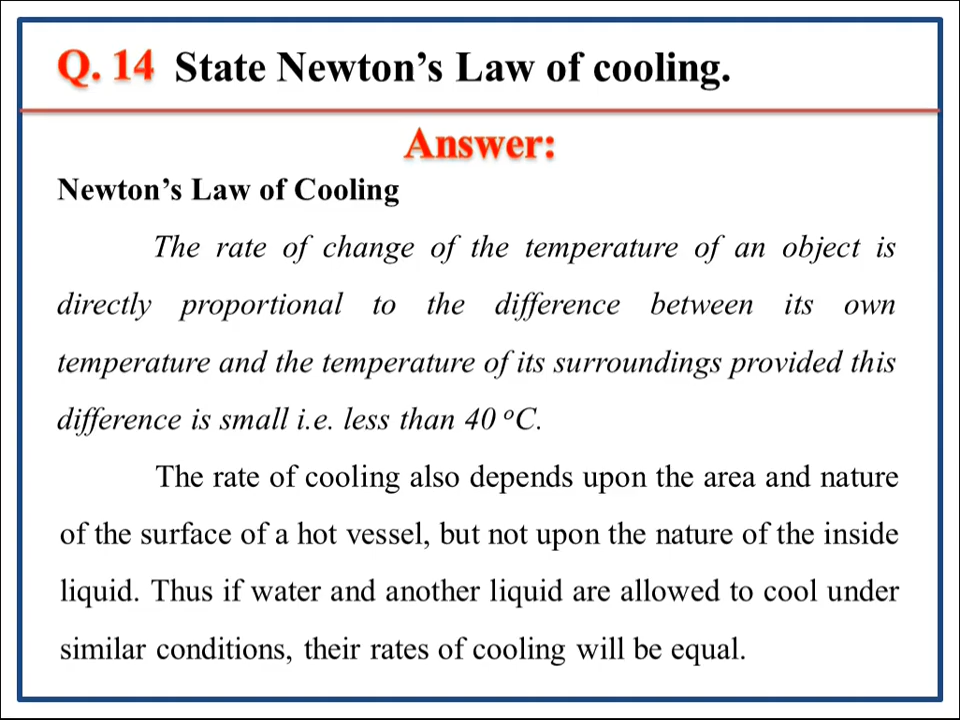 Q. 14 State Newton’s Law of cooling.
Answer:
Newton’s Law of Cooling
The rate of change of the temperature of an object is
directly proportional to the difference between its own
temperature and the temperature of its surroundings provided this
difference is small i.e. less than 40 ᵒC.
The rate of cooling also depends upon the area and nature
of the surface of a hot vessel, but not upon the nature of the inside
liquid. Thus if water and another liquid are allowed to cool under
similar conditions, their rates of cooling will be equal.